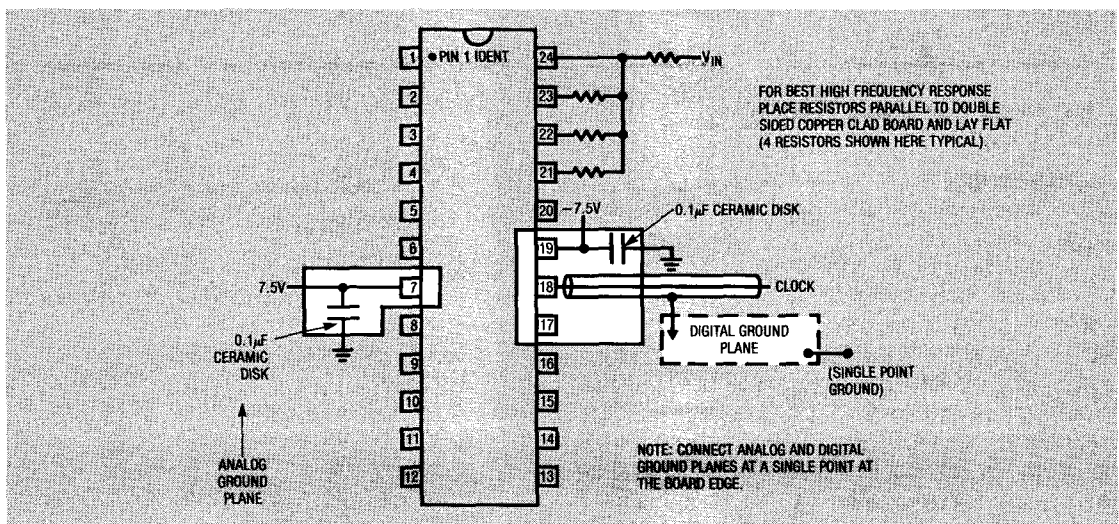 1
● PIN 1 IDENT
24
V_IN
2
23
3
22
4
21
FOR BEST HIGH FREQUENCY RESPONSE
PLACE RESISTORS PARALLEL TO DOUBLE
SIDED COPPER CLAD BOARD AND LAY FLAT
(4 RESISTORS SHOWN HERE TYPICAL).
5
20
–7.5V
0.1μF CERAMIC DISK
6
19
7.5V
7
18
CLOCK
8
17
DIGITAL GROUND
PLANE
0.1μF
CERAMIC
DISK
9
16
(SINGLE POINT
GROUND)
10
15
11
14
12
13
ANALOG
GROUND
PLANE
NOTE: CONNECT ANALOG AND DIGITAL
GROUND PLANES AT A SINGLE POINT AT
THE BOARD EDGE.